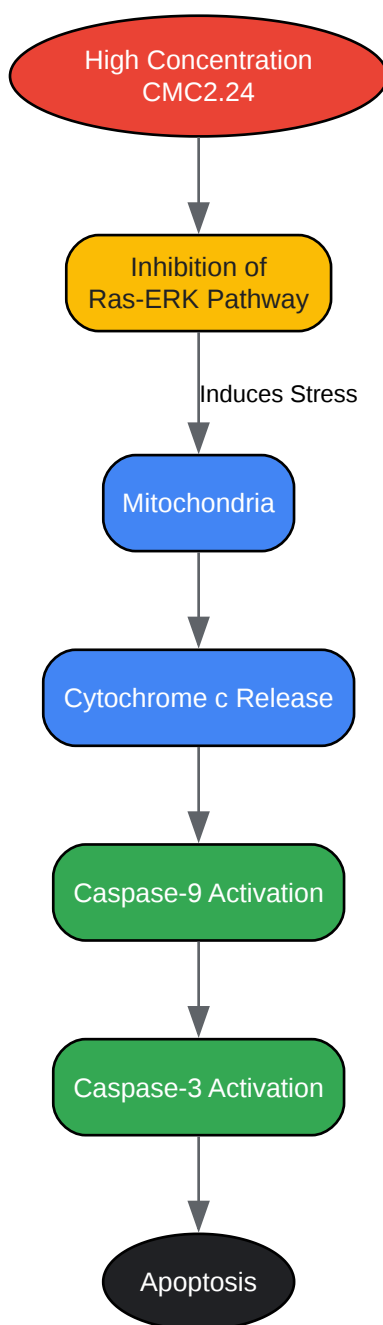 High Concentration
CMC2.24
Inhibition of
Ras-ERK Pathway
Induces Stress
Mitochondria
Cytochrome c Release
Caspase-9 Activation
Caspase-3 Activation
Apoptosis